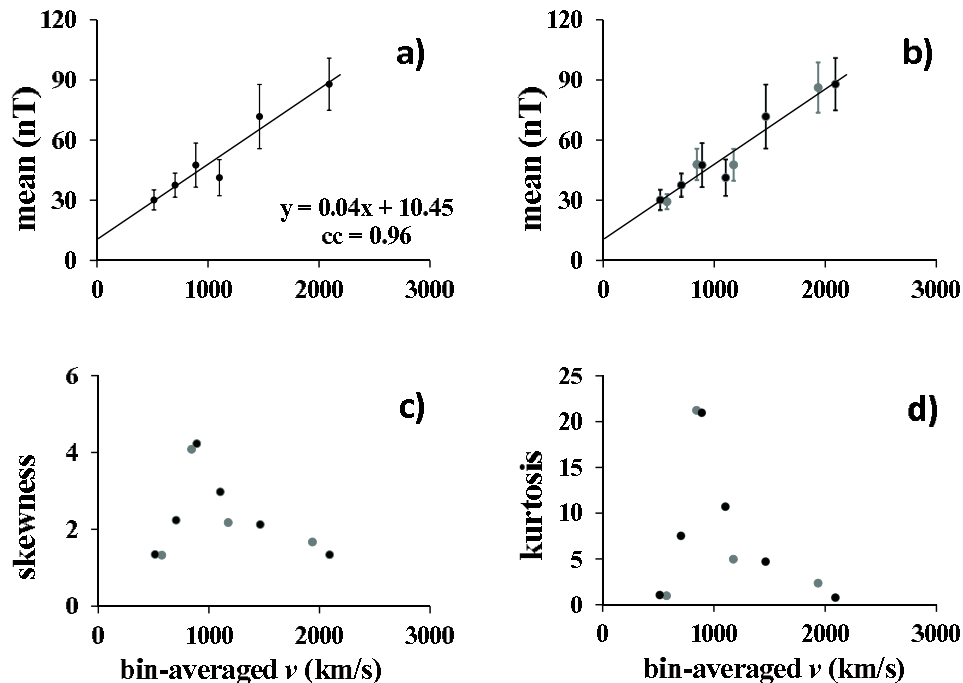 120
90
60
30
0
mean (nT)
a)
y = 0.04x + 10.45
cc = 0.96
0 1000 2000 3000
120
90
60
30
0
mean (nT)
b)
0 1000 2000 3000
6
4
2
0
skewness
c)
0 1000 2000 3000
bin-averaged v (km/s)
25
20
15
10
5
0
kurtosis
d)
0 1000 2000 3000
bin-averaged v (km/s)